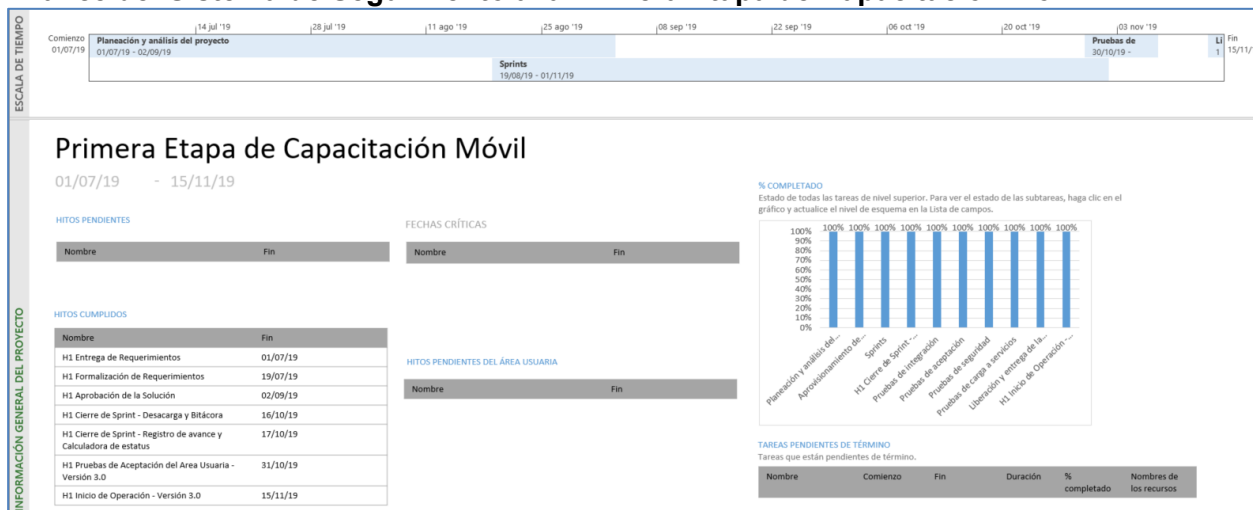 14 jul '19
28 jul '19
11 ago '19
25 ago '19
08 sep '19
22 sep '19
06 oct '19
20 oct '19
03 nov '19
ESCALA DE TIEMPO
Comienzo
01/07/19
Planeación y análisis del proyecto
01/07/19 - 02/09/19
Sprints
19/08/19 - 01/11/19
Pruebas de
30/10/19 -
Li
1
Fin
15/11/
INFORMACIÓN GENERAL DEL PROYECTO
Primera Etapa de Capacitación Móvil
01/07/19 - 15/11/19
HITOS PENDIENTES
Nombre Fin
HITOS CUMPLIDOS
Nombre Fin
H1 Entrega de Requerimientos 01/07/19
H1 Formalización de Requerimientos 19/07/19
H1 Aprobación de la Solución 02/09/19
H1 Cierre de Sprint - Desacarga y Bitácora 16/10/19
H1 Cierre de Sprint - Registro de avance y 17/10/19
Calculadora de estatus
H1 Pruebas de Aceptación del Area Usuaria - 31/10/19
Versión 3.0
H1 Inicio de Operación - Versión 3.0 15/11/19
FECHAS CRÍTICAS
Nombre Fin
HITOS PENDIENTES DEL ÁREA USUARIA
Nombre Fin
% COMPLETADO
Estado de todas las tareas de nivel superior. Para ver el estado de las subtareas, haga clic en el
gráfico y actualice el nivel de esquema en la Lista de campos.
100% 100% 100% 100% 100% 100% 100% 100% 100% 100%
100%
90%
80%
70%
60%
50%
40%
30%
20%
10%
0%
Planeación y análisis del...
Aprovisionamiento de...
Sprints
H1 Cierre de Sprint -...
Pruebas de integración
Pruebas de aceptación
Pruebas de seguridad
Pruebas de carga a servicios
Liberación y entrega de la...
H1 Inicio de Operación -...
TAREAS PENDIENTES DE TÉRMINO
Tareas que están pendientes de término.
Nombre Comienzo Fin Duración % completado Nombres de los recursos